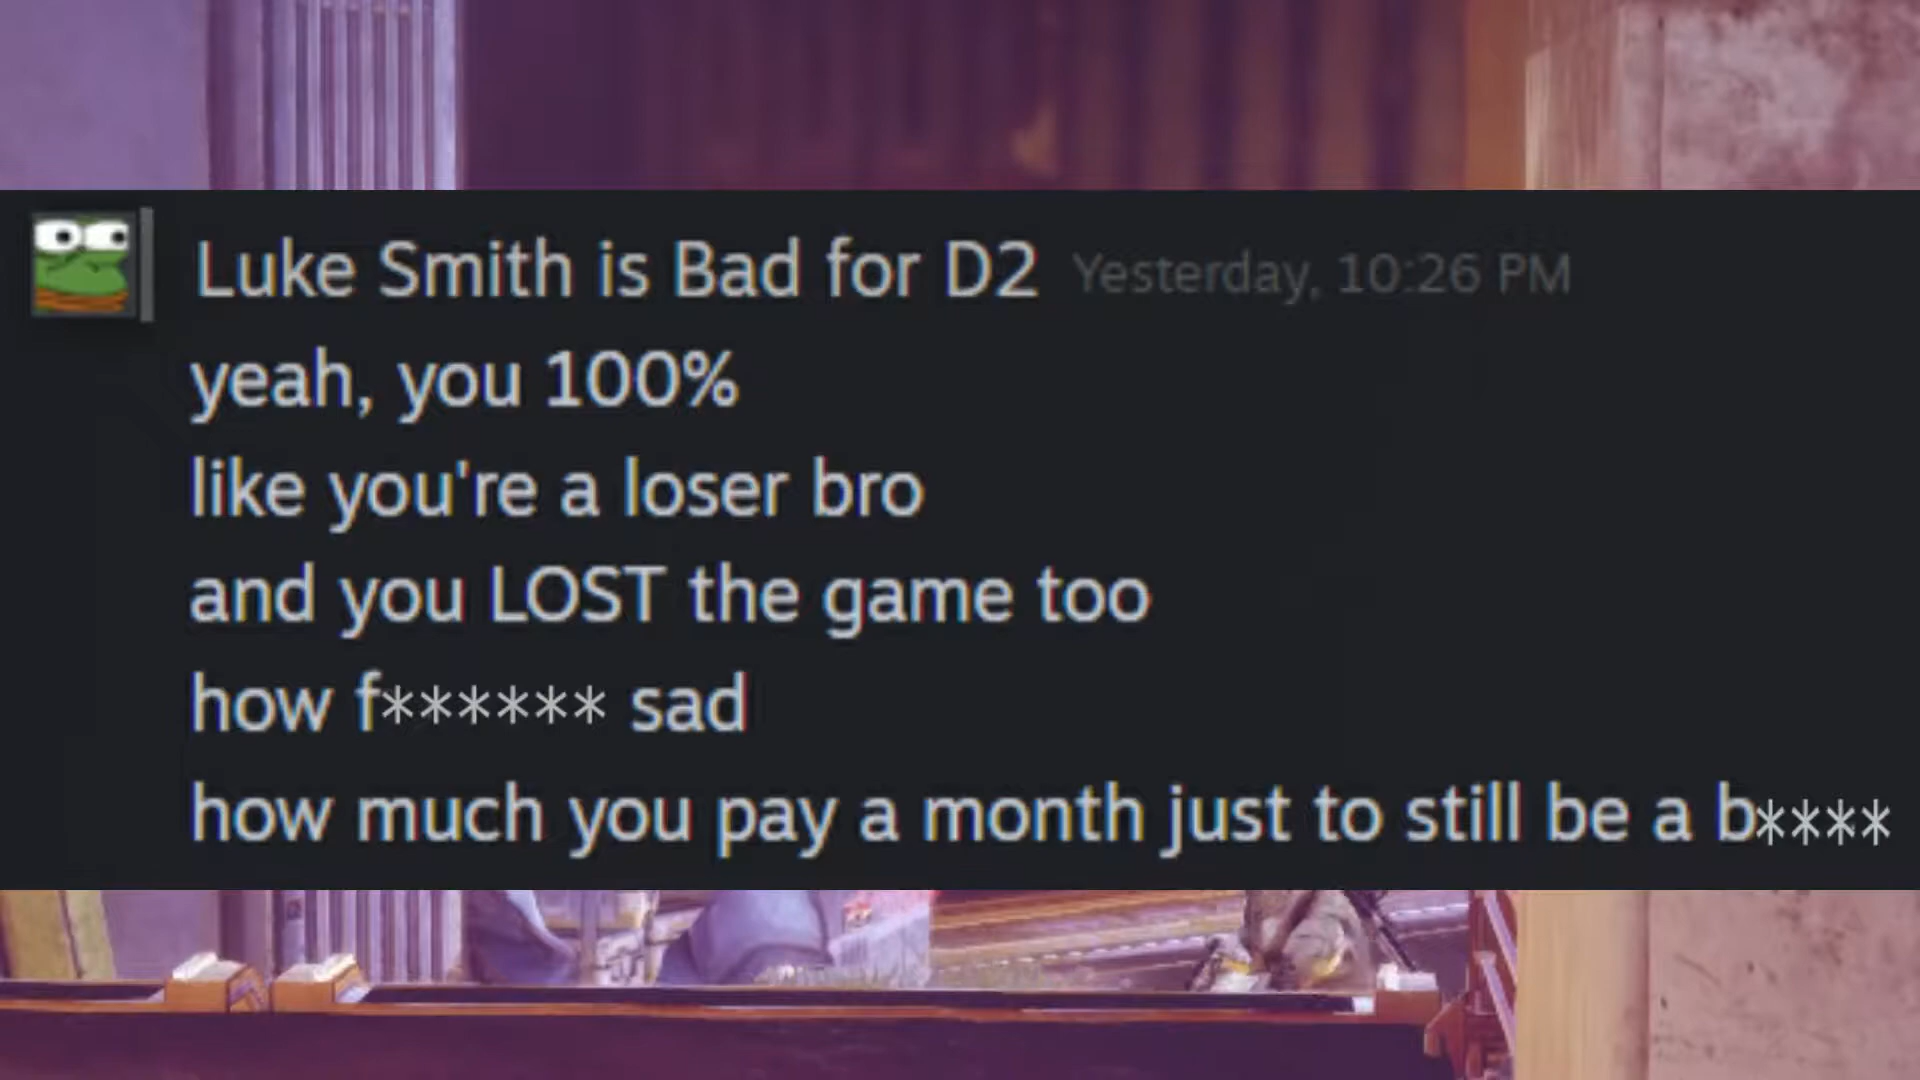 Luke Smith is Bad for D2 Yesterday, 10:26 PM
yeah, you 100%
like you're a loser bro
and you LOST the game too
how f****** sad
how much you pay a month just to still be a b****